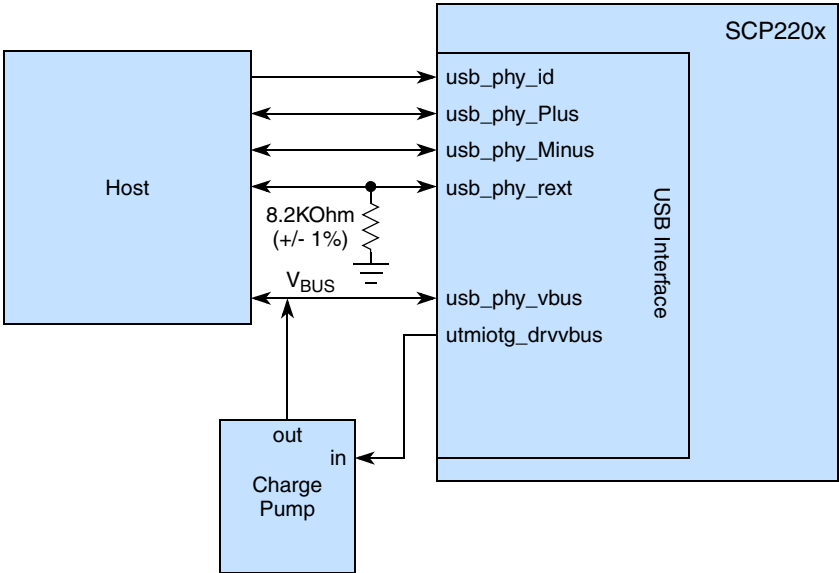 SCP220x
usb_phy_id
usb_phy_Plus
usb_phy_Minus
Host
usb_phy_rext
8.2KOhm
(+/- 1%)
USB Interface
VBUS
usb_phy_vbus
utmiotg_drvvbus
out
in
Charge
Pump